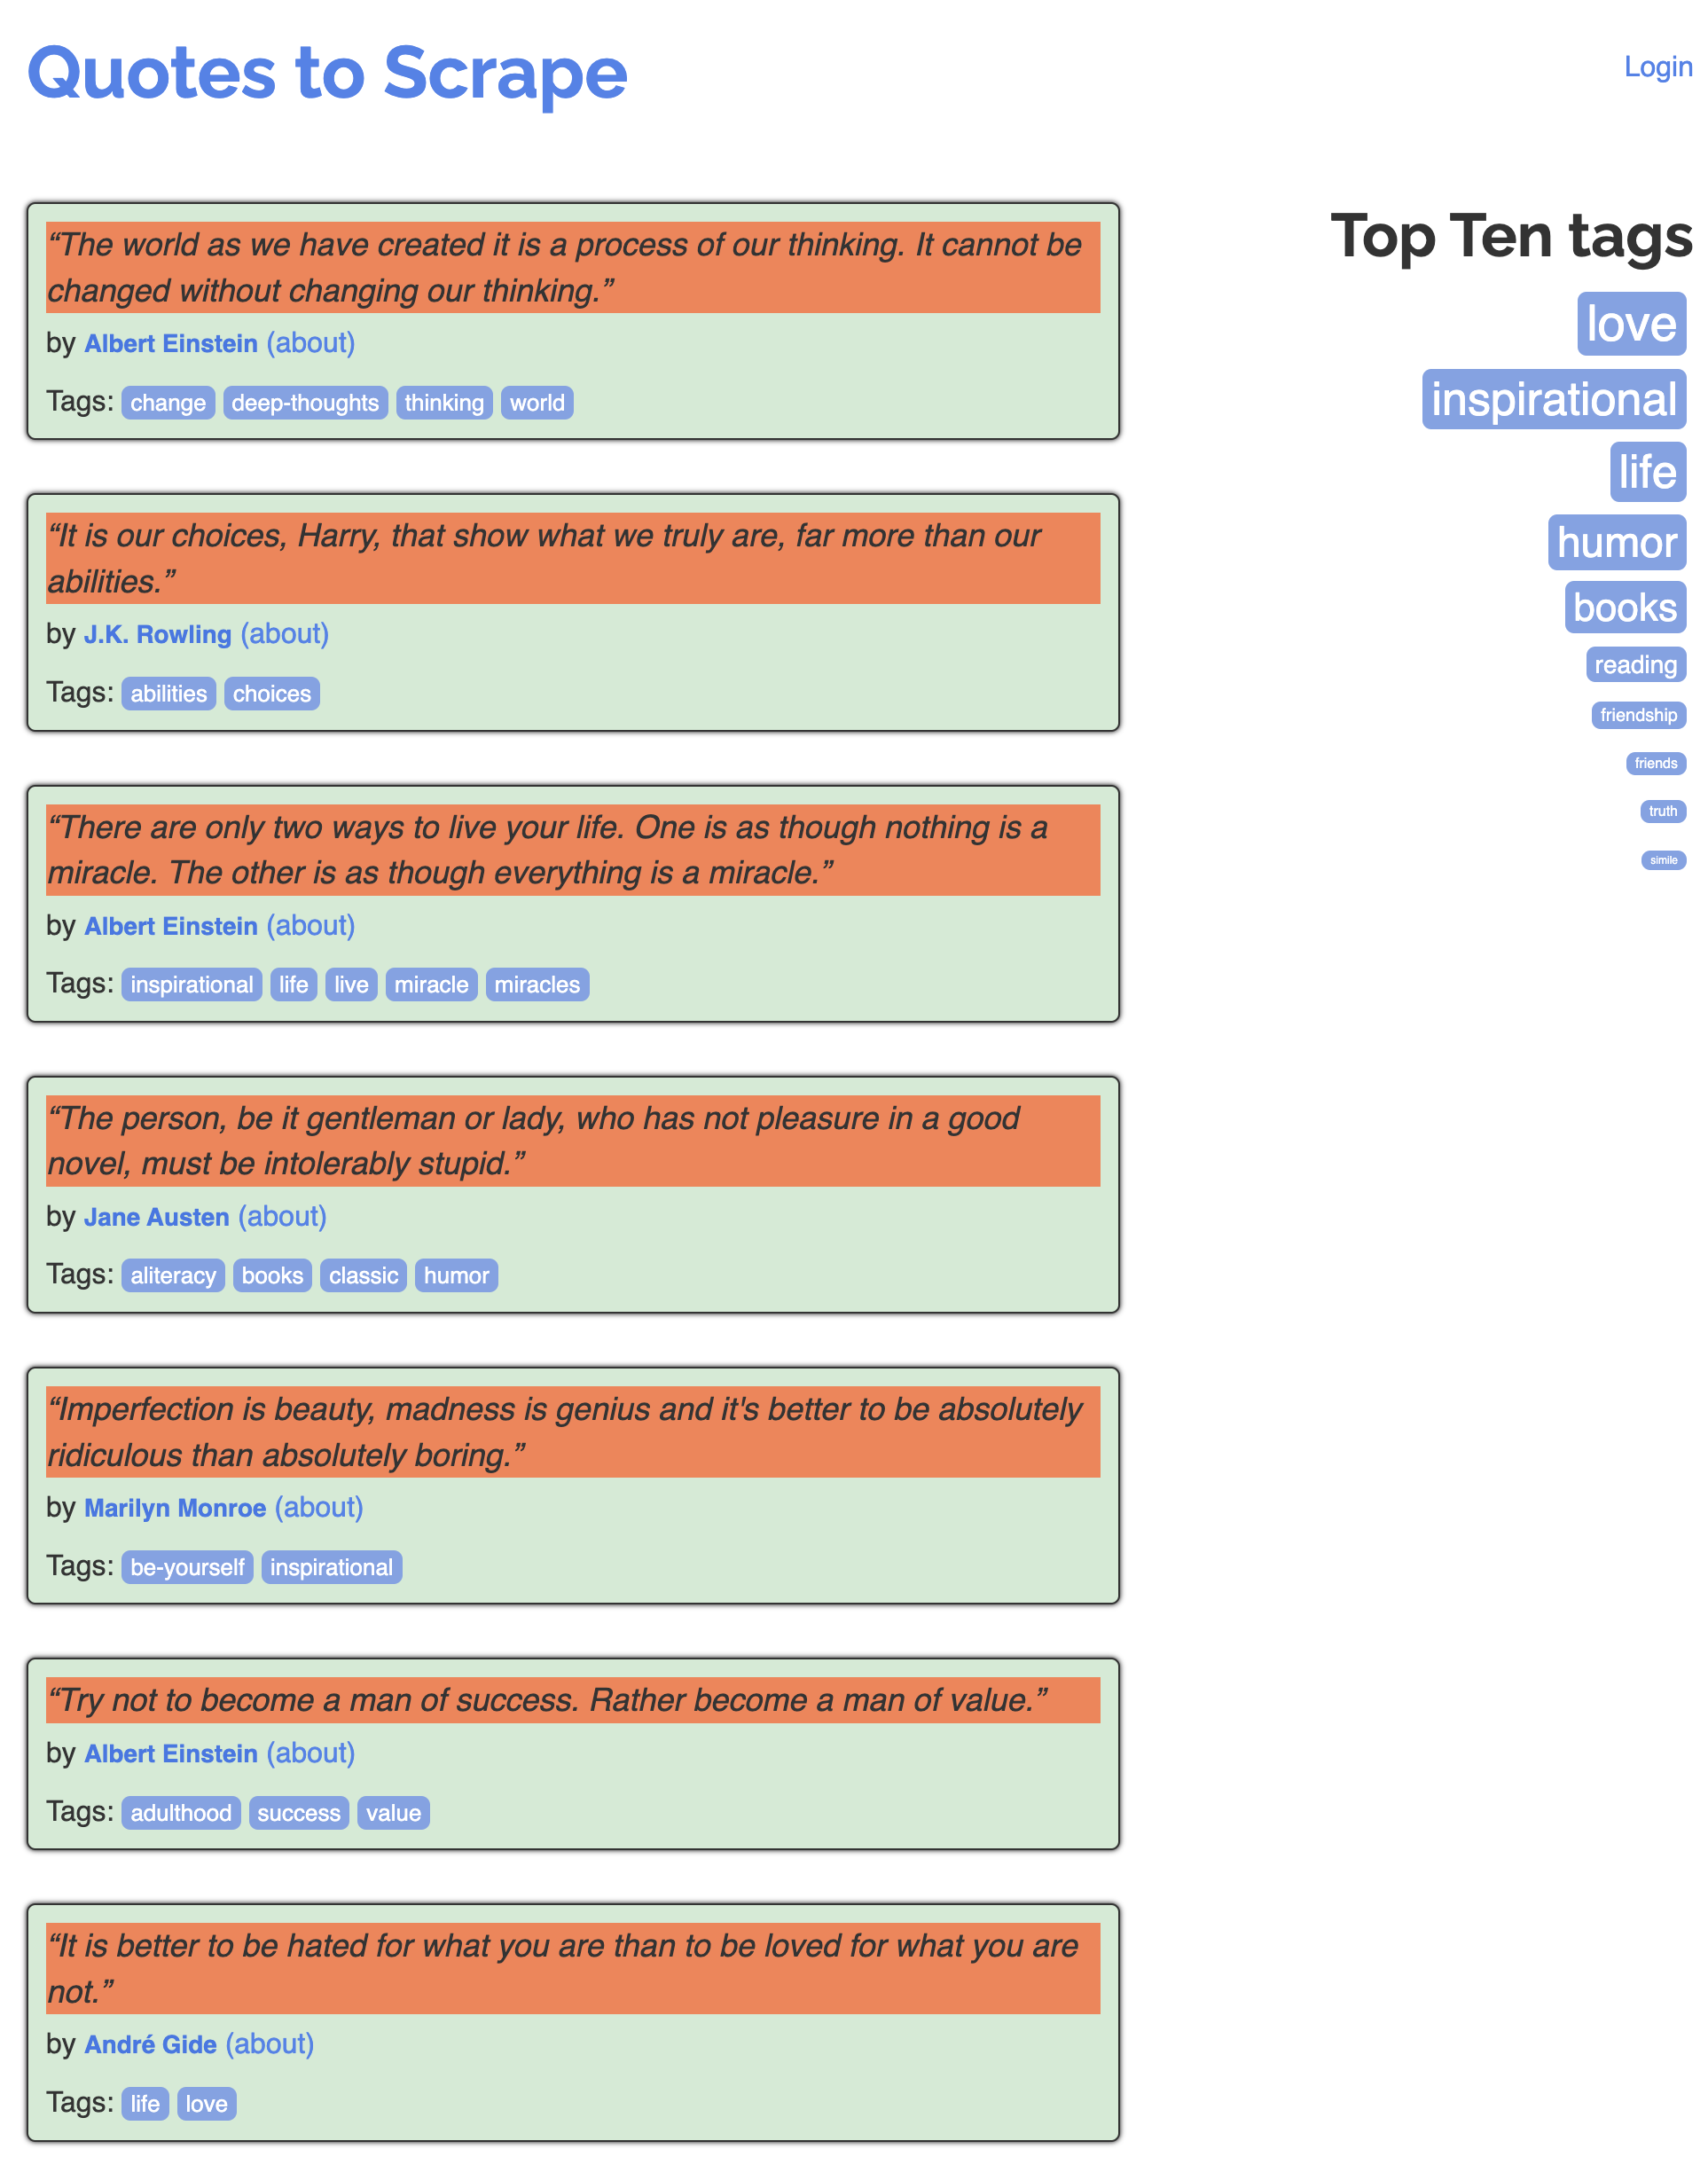 Quotes to Scrape
Login
“The world as we have created it is a process of our thinking. It cannot be
changed without changing our thinking.”
by Albert Einstein (about)
Tags: change deep-thoughts thinking world
“It is our choices, Harry, that show what we truly are, far more than our
abilities.”
by J.K. Rowling (about)
Tags: abilities choices
“There are only two ways to live your life. One is as though nothing is a
miracle. The other is as though everything is a miracle.”
by Albert Einstein (about)
Tags: inspirational life live miracle miracles
“The person, be it gentleman or lady, who has not pleasure in a good
novel, must be intolerably stupid.”
by Jane Austen (about)
Tags: aliteracy books classic humor
“Imperfection is beauty, madness is genius and it's better to be absolutely
ridiculous than absolutely boring.”
by Marilyn Monroe (about)
Tags: be-yourself inspirational
“Try not to become a man of success. Rather become a man of value.”
by Albert Einstein (about)
Tags: adulthood success value
“It is better to be hated for what you are than to be loved for what you are
not.”
by André Gide (about)
Tags: life love
Top Ten tags
love
inspirational
life
humor
books
reading
friendship
friends
truth
simile